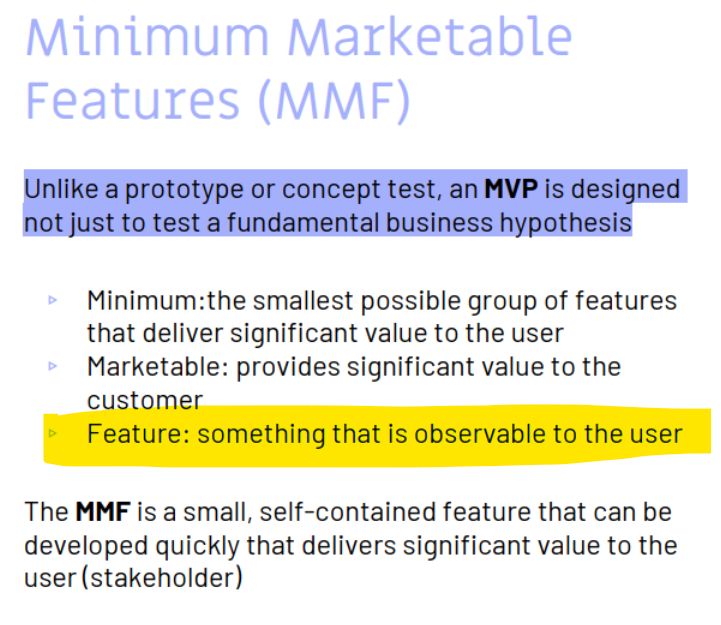 Minimum Marketable
Features (MMF)
Unlike a prototype or concept test, an MVP is designed
not just to test a fundamental business hypothesis
▹ Minimum:the smallest possible group of features
that deliver significant value to the user
▹ Marketable: provides significant value to the
customer
▹ Feature: something that is observable to the user
The MMF is a small, self-contained feature that can be
developed quickly that delivers significant value to the
user (stakeholder)